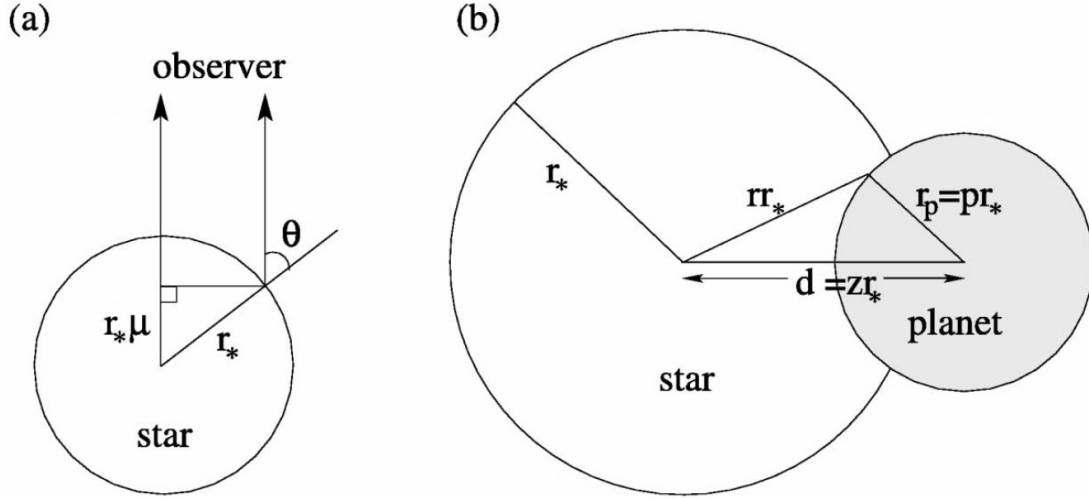 (a)
observer
θ
r*μ
r*
star
(b)
r*
rr*
rp=pr*
d =zr*
planet
star